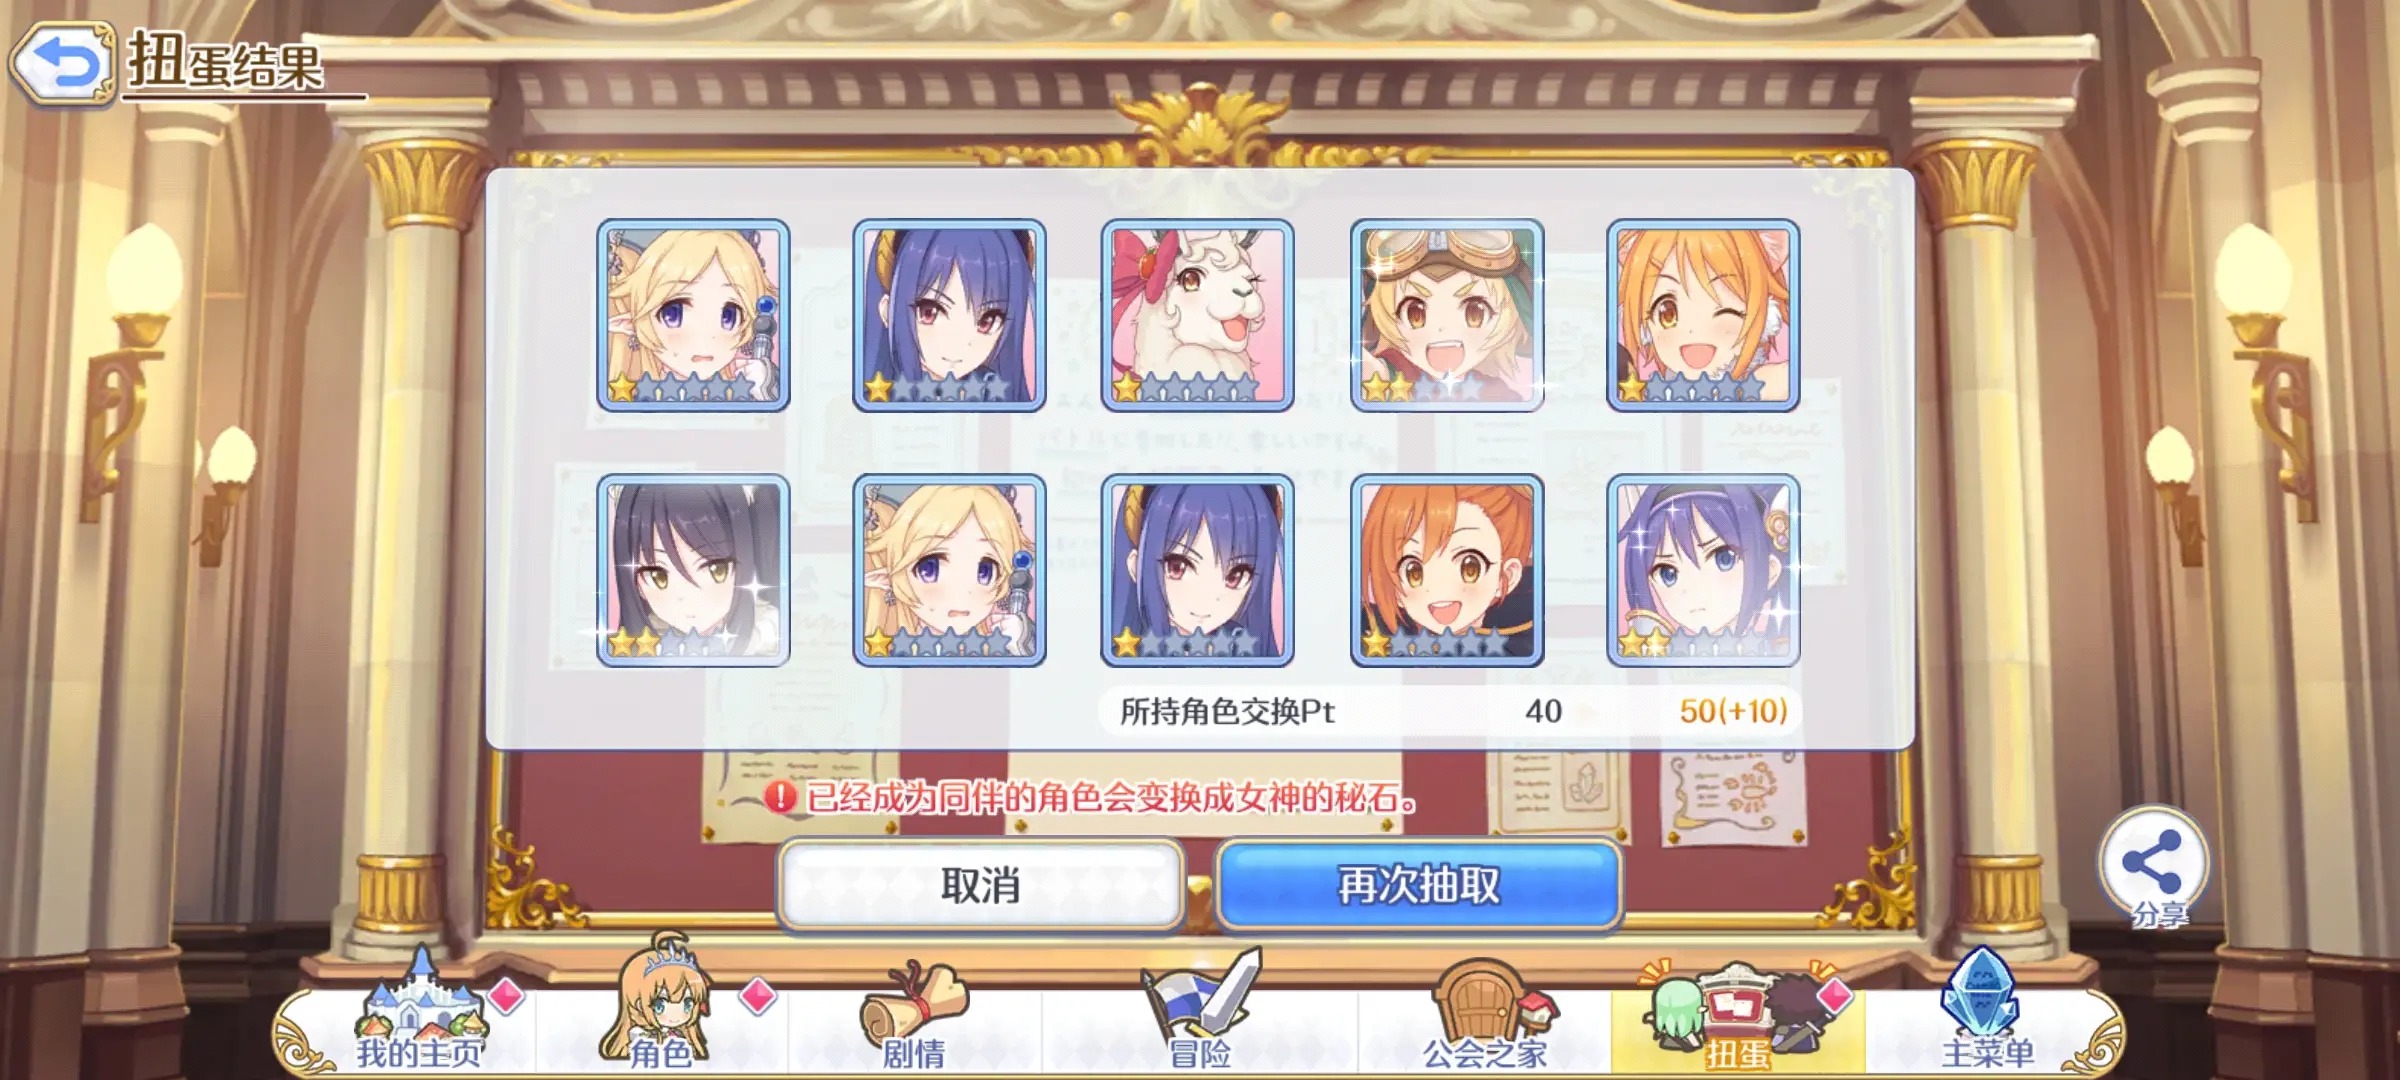 扭蛋结果
所持角色交换Pt 40 50(+10)
已经成为同伴的角色会变换成女神的秘石。
取消
再次抽取
分享
我的主页
角色
剧情
冒险
公会之家
扭蛋
主菜单